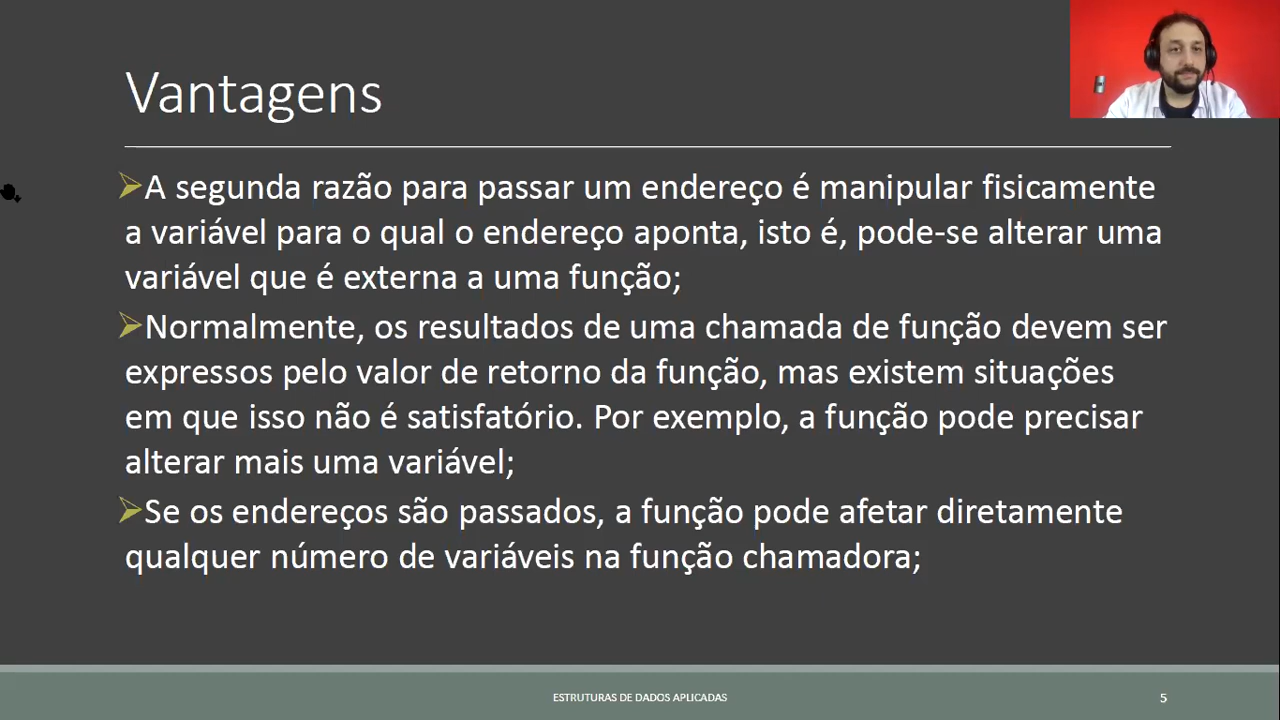 Vantagens
A segunda razão para passar um endereço é manipular fisicamente
a variável para o qual o endereço aponta, isto é, pode-se alterar uma
variável que é externa a uma função;
Normalmente, os resultados de uma chamada de função devem ser
expressos pelo valor de retorno da função, mas existem situações
em que isso não é satisfatório. Por exemplo, a função pode precisar
alterar mais uma variável;
Se os endereços são passados, a função pode afetar diretamente
qualquer número de variáveis na função chamadora;
ESTRUTURAS DE DADOS APLICADAS
5